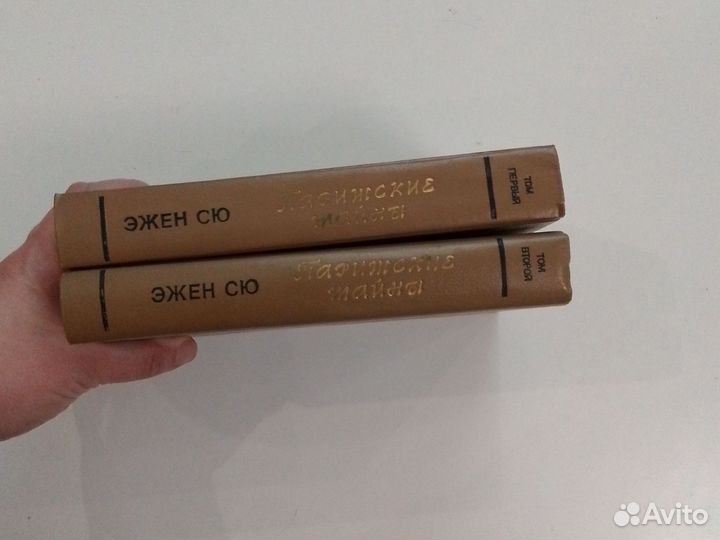 ЭЖЕН СЮ
Парижские
тайны
ТОМ
ПЕРВЫЙ
ЭЖЕН СЮ
Парижские
тайны
ТОМ
ВТОРОЙ
Avito